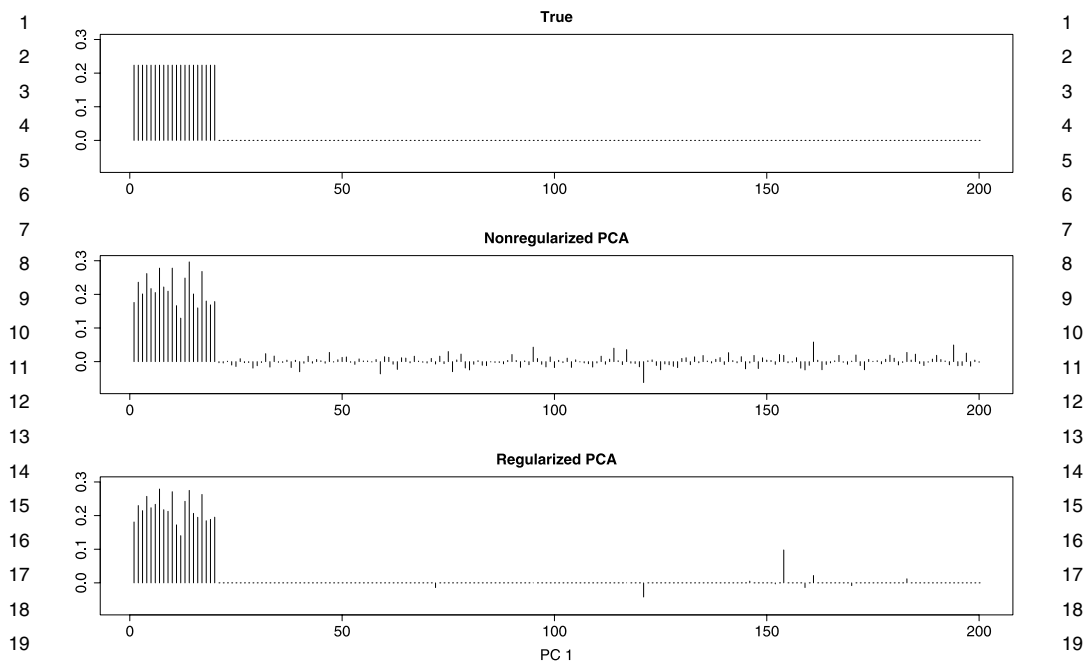 1 True 1
2 0.3
3 0.2 2
4 0.1 3
5 0.0 4
6 0 50 100 150 200 5
7 Nonregularized PCA 6
8 0.3 7
9 0.2 8
10 0.1 9
11 0.0 10
12 0 50 100 150 200 11
13 Regularized PCA 12
14 0.3 13
15 0.2 14
16 0.1 15
17 0.0 16
18 0 50 100 150 200 17
19 PC 1 18
19